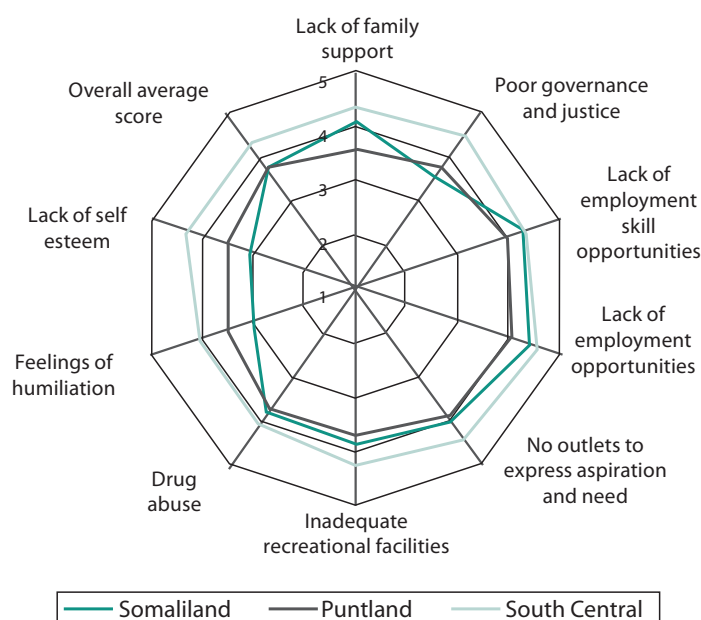 Lack of family
support
Poor governance
and justice
Lack of
employment
skill
opportunities
Lack of
employment
opportunities
No outlets to
express aspiration
and need
Inadequate
recreational facilities
Drug
abuse
Feelings of
humiliation
Lack of self
esteem
Overall average
score
5
4
3
2
1
Somaliland Puntland South Central